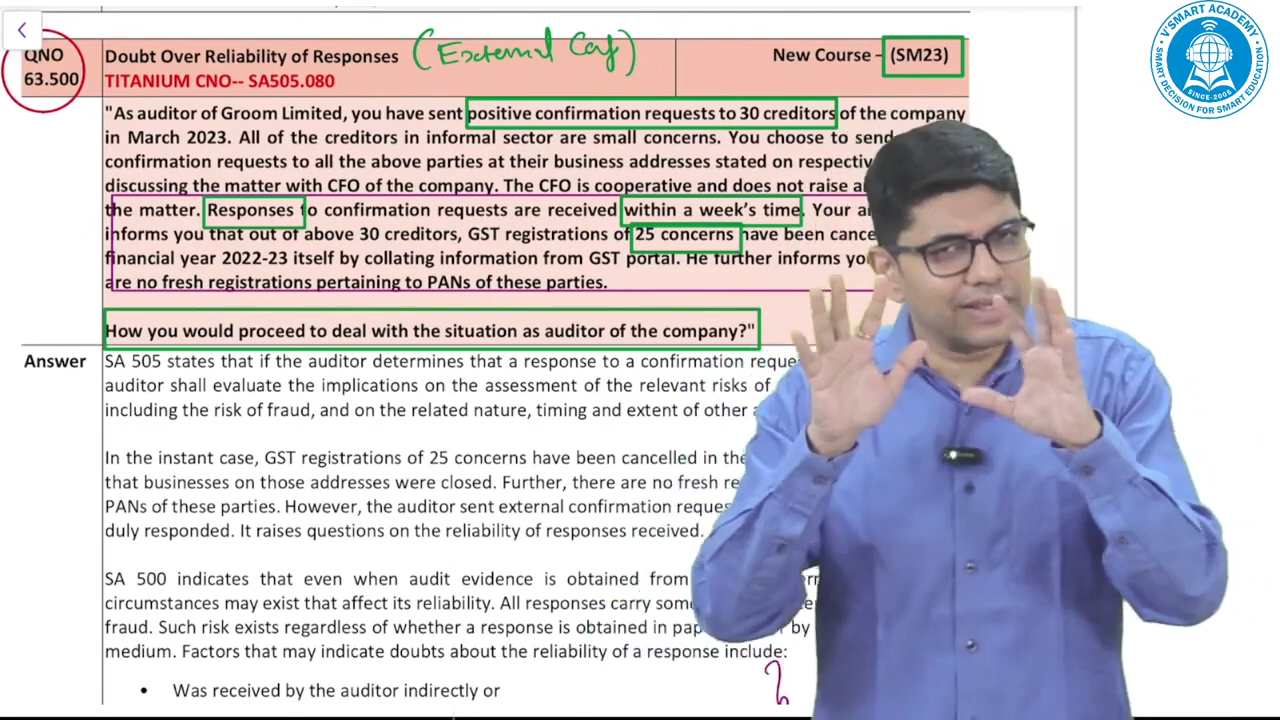 QNO
63.500
Doubt Over Reliability of Responses
(External
New Course – (SM23)
TITANIUM CNO-- SA505.080
"As auditor of Groom Limited, you have sent positive confirmation requests to 30 creditors of the company
in March 2023. All of the creditors in informal sector are small concerns. You choose to send
confirmation requests to all the above parties at their business addresses stated on
discussing the matter with CFO of the company. The CFO is cooperative and does not raise
the matter. Responses to confirmation requests are received within a week's time. Your
informs you that out of above 30 creditors, GST registrations of 25 concerns have been
financial year 2022-23 itself by collating information from GST portal. He further informs
are no fresh registrations pertaining to PANs of these parties.
How you would proceed to deal with the situation as auditor of the company?"
Answer
SA 505 states that if the auditor determines that a response to a confirmation
auditor shall evaluate the implications on the assessment of the relevant risks of
including the risk of fraud, and on the related nature, timing and extent of other
In the instant case, GST registrations of 25 concerns have been cancelled in the
that businesses on those addresses were closed. Further, there are no fresh
PANs of these parties. However, the auditor sent external confirmation
duly responded. It raises questions on the reliability of responses received.
SA 500 indicates that even when audit evidence is obtained from
circumstances may exist that affect its reliability. All responses carry
fraud. Such risk exists regardless of whether a response is obtained in by
medium. Factors that may indicate doubts about the reliability of a response include:
• Was received by the auditor indirectly or
V'SMART ACADEMY
SINCE-2005
SMART DECISION FOR SMART EDUCATION